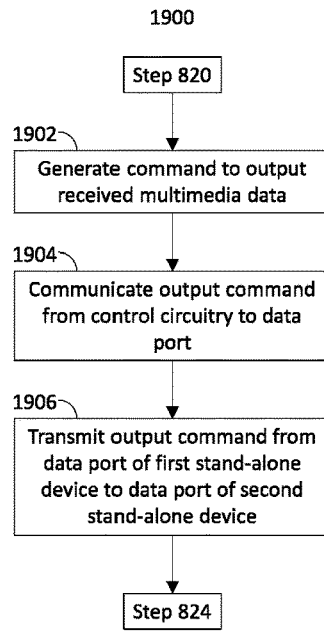 1900
Step 820
1902
Generate command to output
received multimedia data
1904
Communicate output command
from control circuitry to data
port
1906
Transmit output command from
data port of first stand-alone
device to data port of second
stand-alone device
Step 824